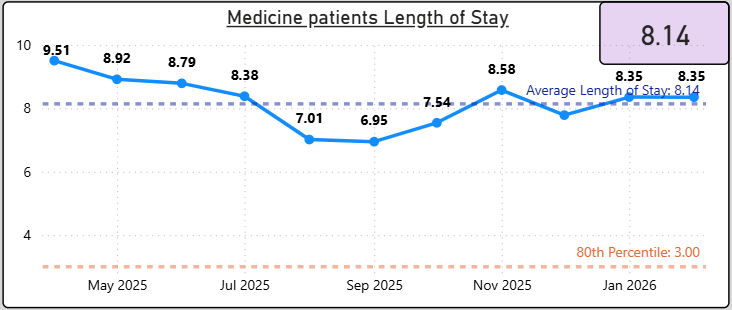 Medicine patients Length of Stay
8.14
10
8
6
4
9.51
8.92
8.79
8.38
7.01
6.95
7.54
8.58
8.35
8.35
Average Length of Stay: 8.14
80th Percentile: 3.00
May 2025
Jul 2025
Sep 2025
Nov 2025
Jan 2026